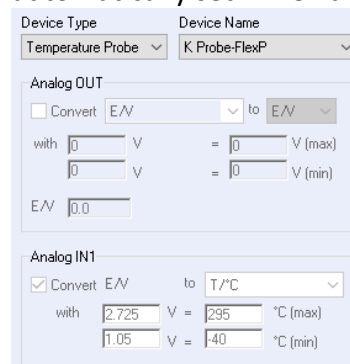 Device Type Device Name
Temperature Probe K Probe-FlexP
Analog OUT
Convert E/V to E/V
with 0 V = 0 V (max)
0 V = 0 V (min)
E/V 0.0
Analog IN1
Convert E/V to T/°C
with 2.725 V = 295 °C (max)
1.05 V = -40 °C (min)